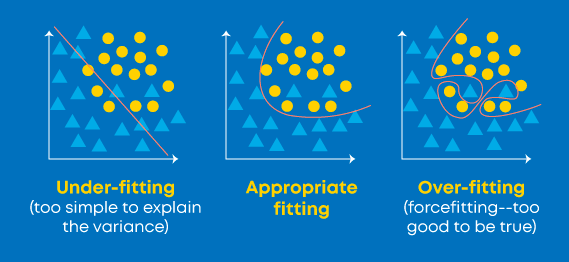 Under-fitting
(too simple to explain
the variance)
Appropriate
fitting
Over-fitting
(forcefitting--too
good to be true)